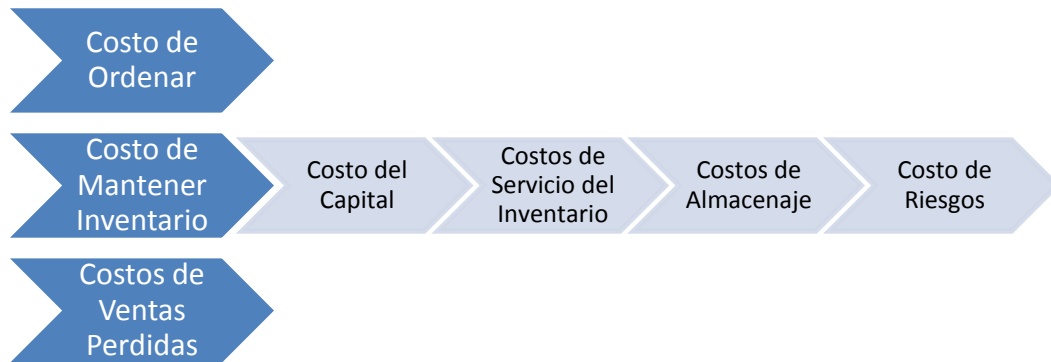 Costo de
Ordenar
Costo de
Mantener
Inventario
Costo del
Capital
Costos de
Servicio del
Inventario
Costos de
Almacenaje
Costo de
Riesgos
Costos de
Ventas
Perdidas